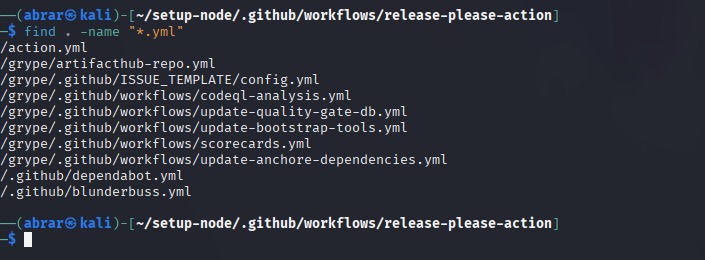 ──(abrar㉿kali)-[~/setup-node/.github/workflows/release-please-action]
─$ find . -name "*.yml"
/action.yml
/grype/artifacthub-repo.yml
/grype/.github/ISSUE_TEMPLATE/config.yml
/grype/.github/workflows/codeql-analysis.yml
/grype/.github/workflows/update-quality-gate-db.yml
/grype/.github/workflows/update-bootstrap-tools.yml
/grype/.github/workflows/scorecards.yml
/grype/.github/workflows/update-anchore-dependencies.yml
/.github/dependabot.yml
/.github/blunderbuss.yml
──(abrar㉿kali)-[~/setup-node/.github/workflows/release-please-action]
─$